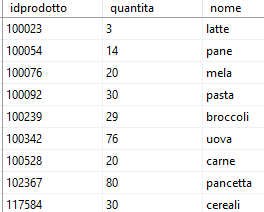 idprodotto quantita nome
100023 3 latte
100054 14 pane
100076 20 mela
100092 30 pasta
100239 29 broccoli
100342 76 uova
100528 20 carne
102367 80 pancetta
117584 30 cereali